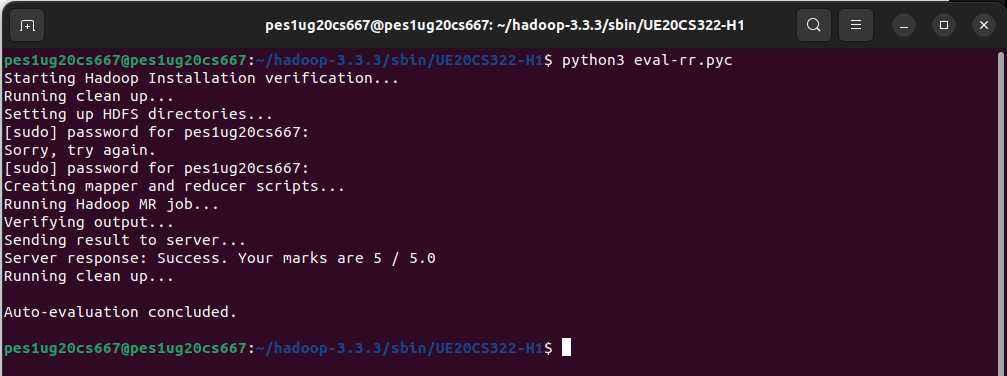 pes1ug20cs667@pes1ug20cs667: ~/hadoop-3.3.3/sbin/UE20CS322-H1
pes1ug20cs667@pes1ug20cs667:~/hadoop-3.3.3/sbin/UE20CS322-H1$ python3 eval-rr.pyc
Starting Hadoop Installation verification...
Running clean up...
Setting up HDFS directories...
[sudo] password for pes1ug20cs667:
Sorry, try again.
[sudo] password for pes1ug20cs667:
Creating mapper and reducer scripts...
Running Hadoop MR job...
Verifying output...
Sending result to server...
Server response: Success. Your marks are 5 / 5.0
Running clean up...
Auto-evaluation concluded.
pes1ug20cs667@pes1ug20cs667:~/hadoop-3.3.3/sbin/UE20CS322-H1$